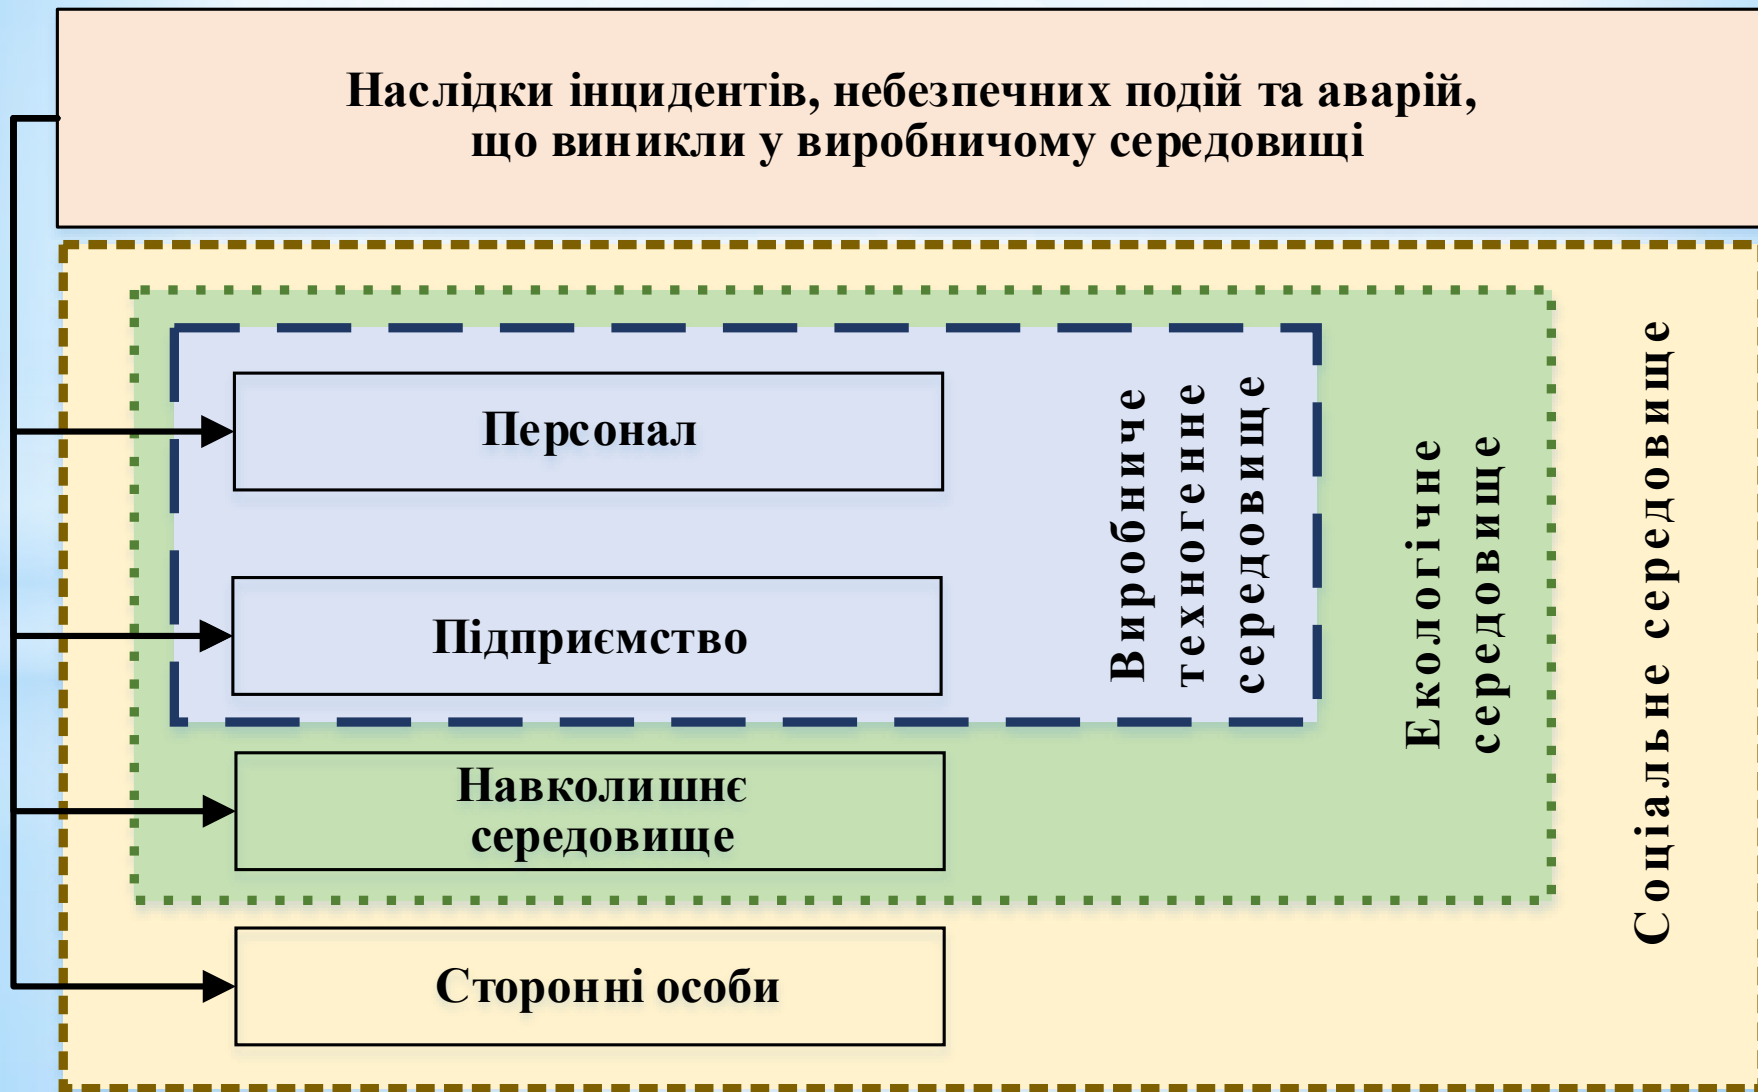 Наслідки інцидентів, небезпечних подій та аварій,
що виникли у виробничому середовищі
Персонал
Підприємство
Навколишнє
середовище
Сторонні особи
Виробниче
техногенне
середовище
Екологічне
середовище
Соціальне середовище